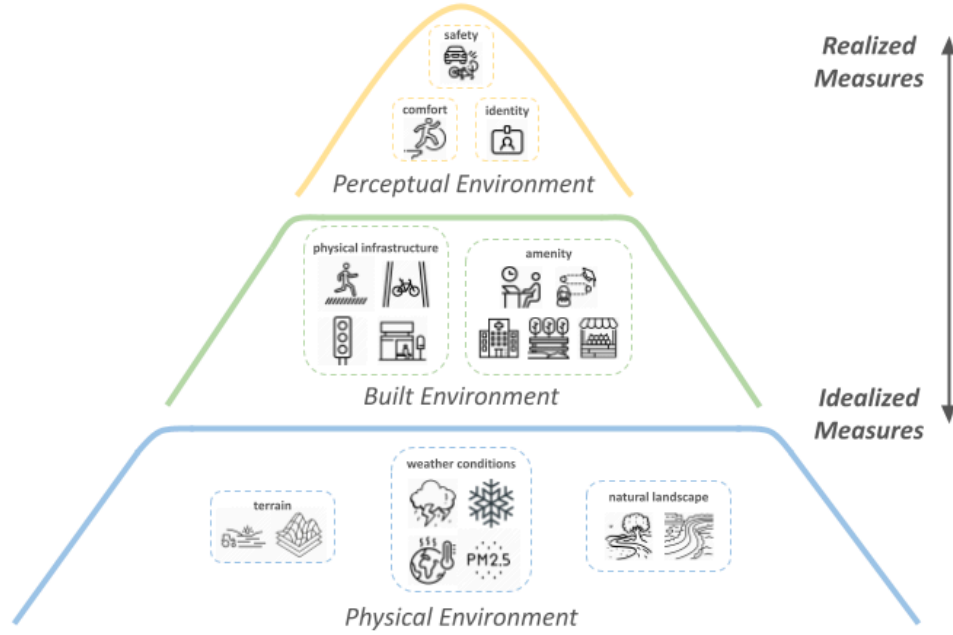 safety
Realized
Measures
comfort
identity
Perceptual Environment
physical infrastructure
amenity
Built Environment
Idealized
Measures
weather conditions
terrain
natural landscape
PM2.5
Physical Environment